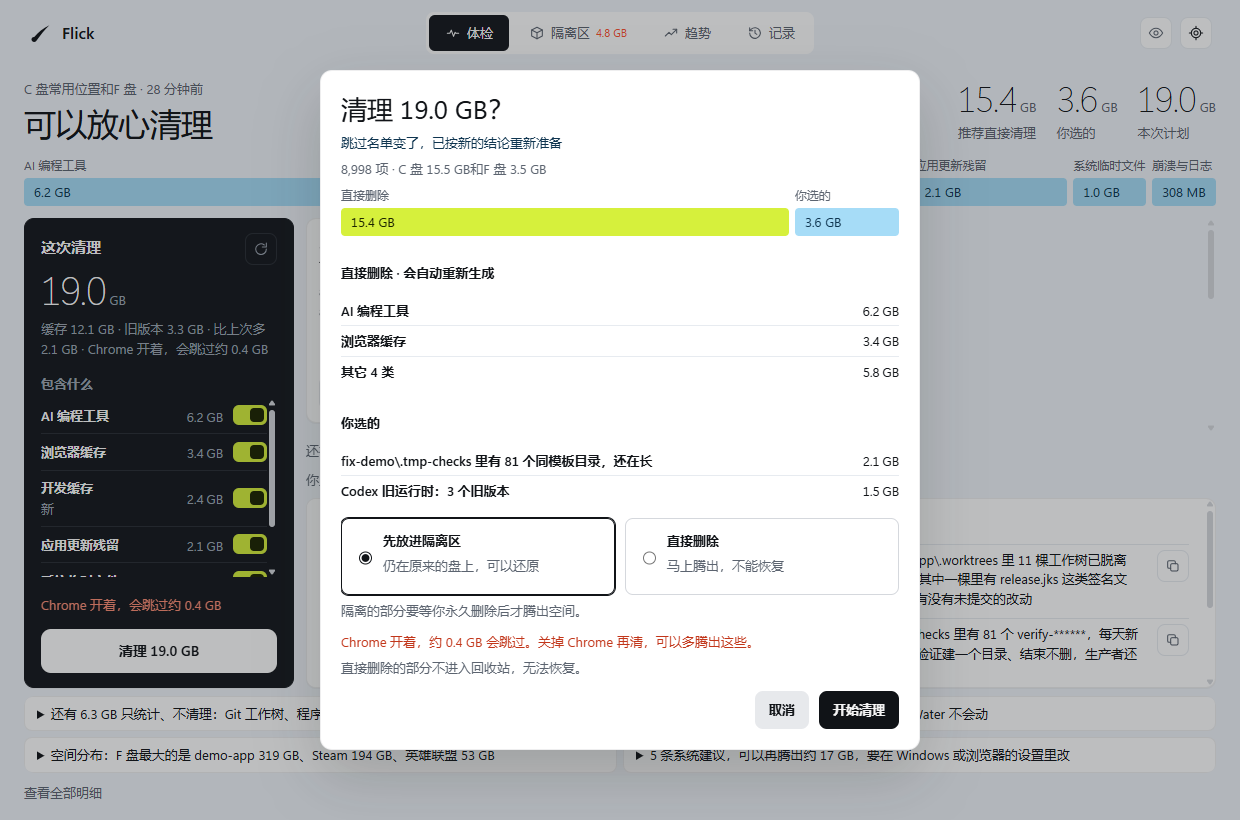 Flick
体检
隔离区 4.8 GB
趋势
记录
C 盘常用位置和F 盘 · 28 分钟前
可以放心清理
15.4 GB
推荐直接清理
3.6 GB
你选的
19.0 GB
本次计划
AI 编程工具
6.2 GB
应用更新残留
2.1 GB
系统临时文件
1.0 GB
崩溃与日志
308 MB
这次清理
19.0 GB
缓存 12.1 GB · 旧版本 3.3 GB · 比上次多
2.1 GB · Chrome 开着，会跳过约 0.4 GB
包含什么
AI 编程工具 6.2 GB
浏览器缓存 3.4 GB
开发缓存
新
2.4 GB
应用更新残留 2.1 GB
Chrome 开着，会跳过约 0.4 GB
清理 19.0 GB
还
你
清理 19.0 GB？
跳过名单变了，已按新的结论重新准备
8,998 项 · C 盘 15.5 GB和F 盘 3.5 GB
直接删除
你选的
15.4 GB
3.6 GB
直接删除 · 会自动重新生成
AI 编程工具 6.2 GB
浏览器缓存 3.4 GB
其它 4 类 5.8 GB
你选的
fix-demo\.tmp-checks 里有 81 个同模板目录，还在长 2.1 GB
Codex 旧运行时：3 个旧版本 1.5 GB
先放进隔离区
仍在原来的盘上，可以还原
直接删除
马上腾出，不能恢复
隔离的部分要等你永久删除后才腾出空间。
Chrome 开着，约 0.4 GB 会跳过。关掉 Chrome 再清，可以多腾出这些。
直接删除的部分不进入回收站，无法恢复。
取消
开始清理
pp\.worktrees 里 11 棵工作树已脱离
其中一棵里有 release.jks 这类签名文
有没有未提交的改动
hecks 里有 81 个 verify-******，每天新
验证建一个目录、结束不删，生产者还
还有 6.3 GB 只统计、不清理：Git 工作树、程序
ater 不会动
空间分布：F 盘最大的是 demo-app 319 GB、Steam 194 GB、英雄联盟 53 GB
5 条系统建议，可以再腾出约 17 GB，要在 Windows 或浏览器的设置里改
查看全部明细